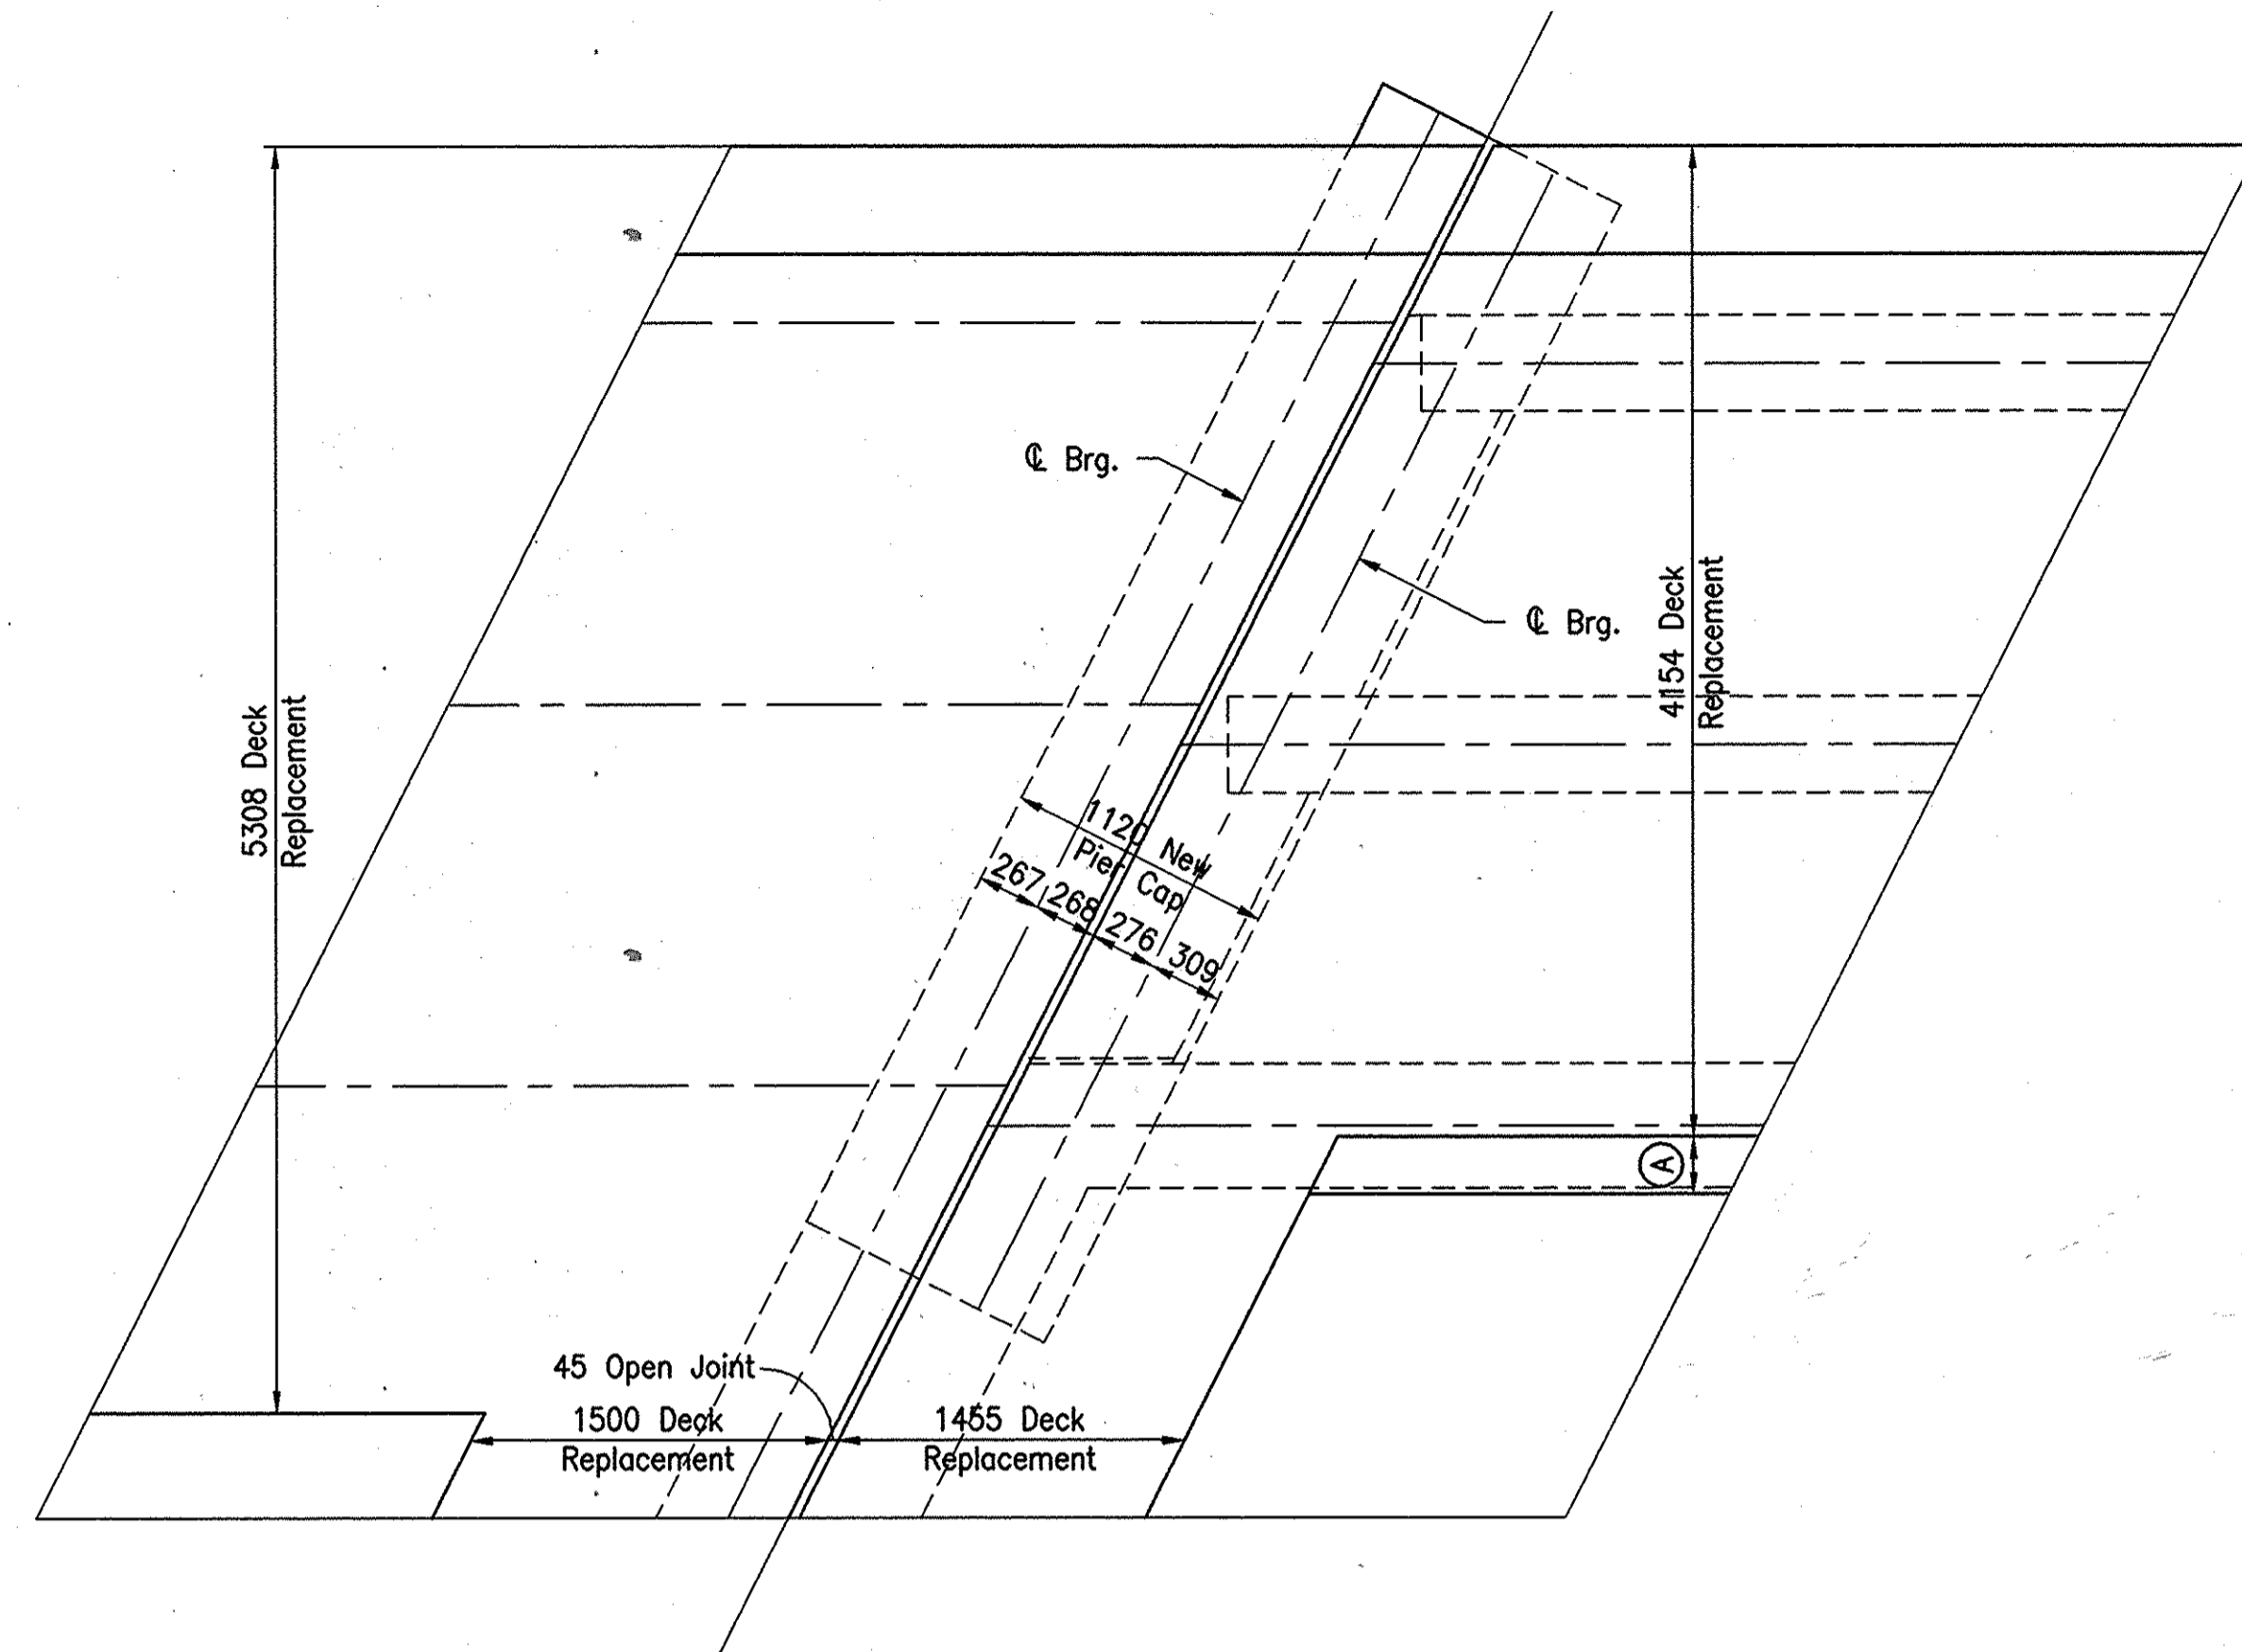 ℄ Brg.
℄ Brg.
5308 Deck
Replacement
4154 Deck
Replacement
1120 New
Pier Cap
267 268 276 309
A
45 Open Joint
1500 Deck
Replacement
1455 Deck
Replacement